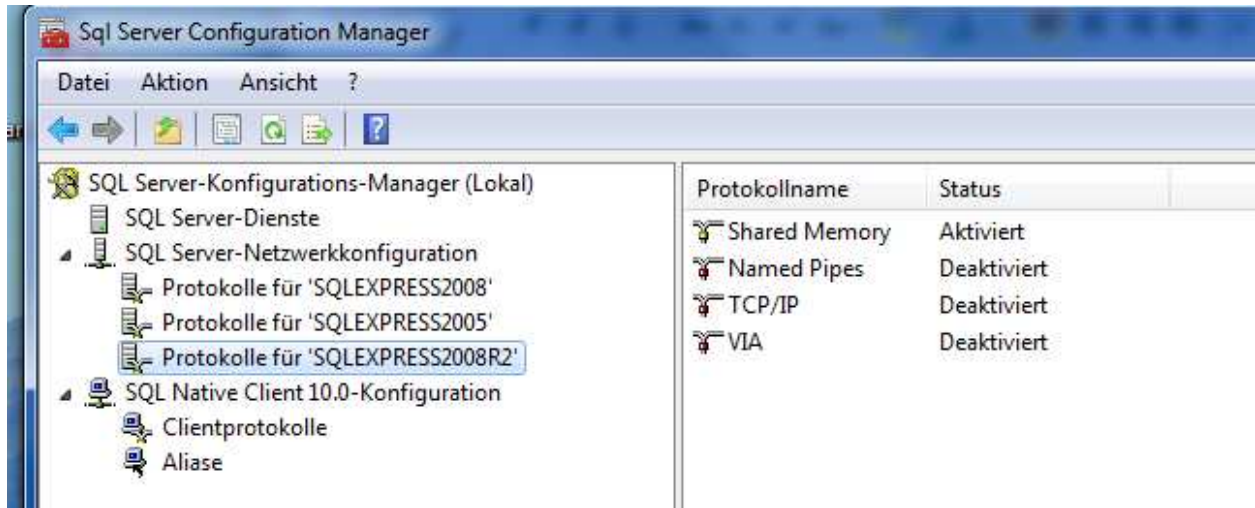 Sql Server Configuration Manager
Datei Aktion Ansicht ?
SQL Server-Konfigurations-Manager (Lokal)
SQL Server-Dienste
SQL Server-Netzwerkkonfiguration
Protokolle für 'SQLEXPRESS2008'
Protokolle für 'SQLEXPRESS2005'
Protokolle für 'SQLEXPRESS2008R2'
SQL Native Client 10.0-Konfiguration
Clientprotokolle
Aliase
Protokollname Status
Shared Memory Aktiviert
Named Pipes Deaktiviert
TCP/IP Deaktiviert
VIA Deaktiviert